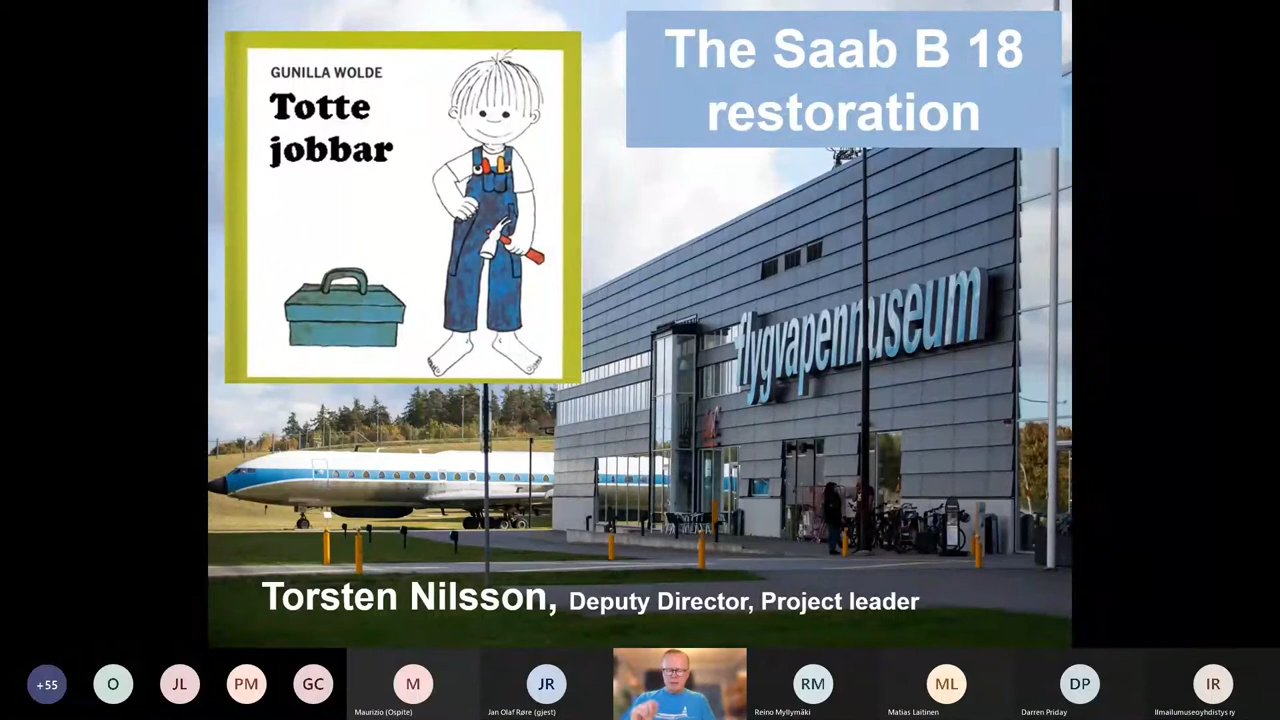 GUNILLA WOLDE
Totte
jobbar
The Saab B 18
restoration
flygvapenmuseum
Torsten Nilsson, Deputy Director, Project leader
+55
O
JL
PM
GC
M
JR
RM
ML
DP
IR
Maurizio (Ospite)
Jan Olaf Røre (gjest)
Reino Myllymäki
Matias Laitinen
Darren Priday
Ilmailumuseoyhdistys ry